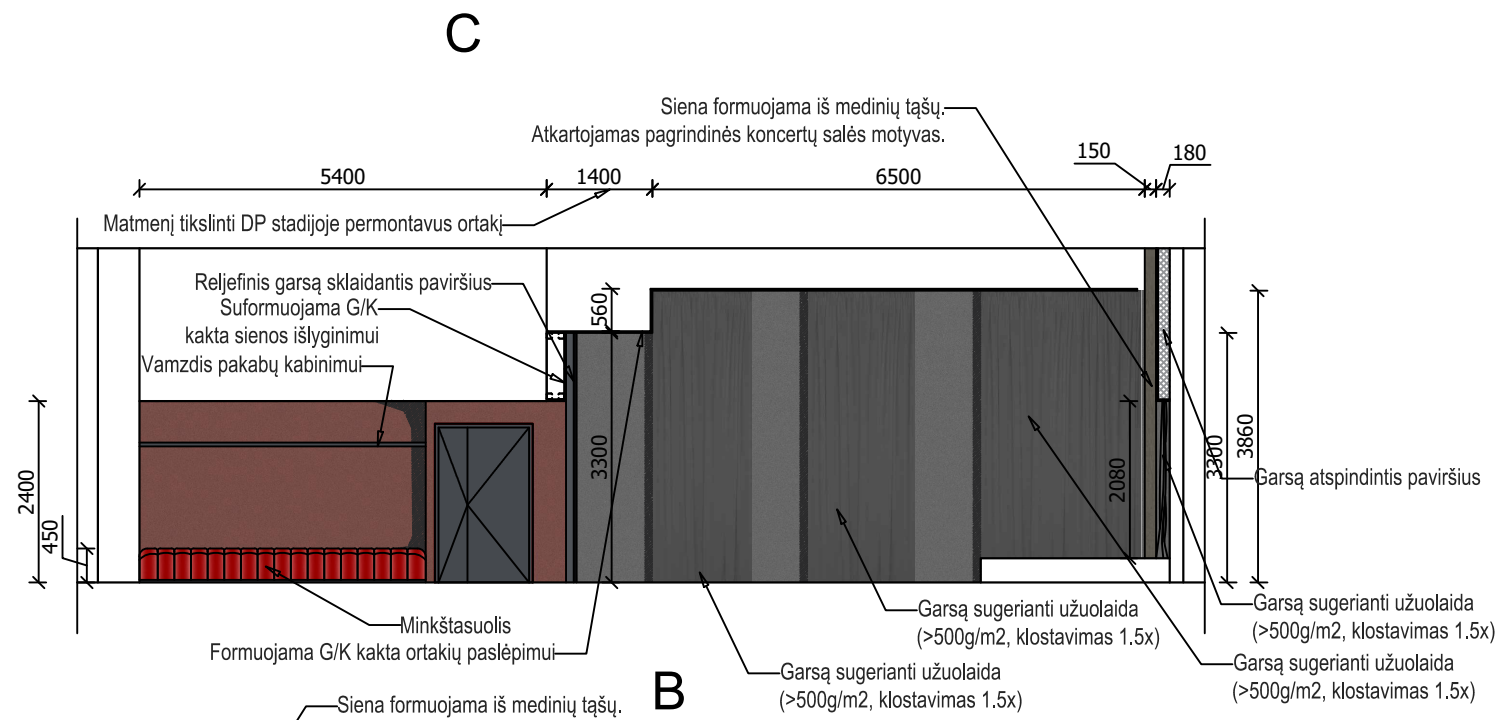 C
Siena formuojama iš medinių tąšų.
Atkartojamas pagrindinės koncertų salės motyvas.
150
180
5400
1400
6500
Matmenį tikslinti DP stadijoje permontavus ortakį
Reljefinis garsą sklaidantis paviršius
Suformuojama G/K
kakta sienos išlyginimui
Vamzdis pakabų kabinimui
560
3300
2400
450
2080
3300
3860
Garsą atspindintis paviršius
Minkštasuolis
Formuojama G/K kakta ortakių paslėpimui
Garsą sugerianti užuolaida
(>500g/m2, klostavimas 1.5x)
Garsą sugerianti užuolaida
(>500g/m2, klostavimas 1.5x)
Garsą sugerianti užuolaida
(>500g/m2, klostavimas 1.5x)
Garsą sugerianti užuolaida
(>500g/m2, klostavimas 1.5x)
B
Siena formuojama iš medinių tąšų.